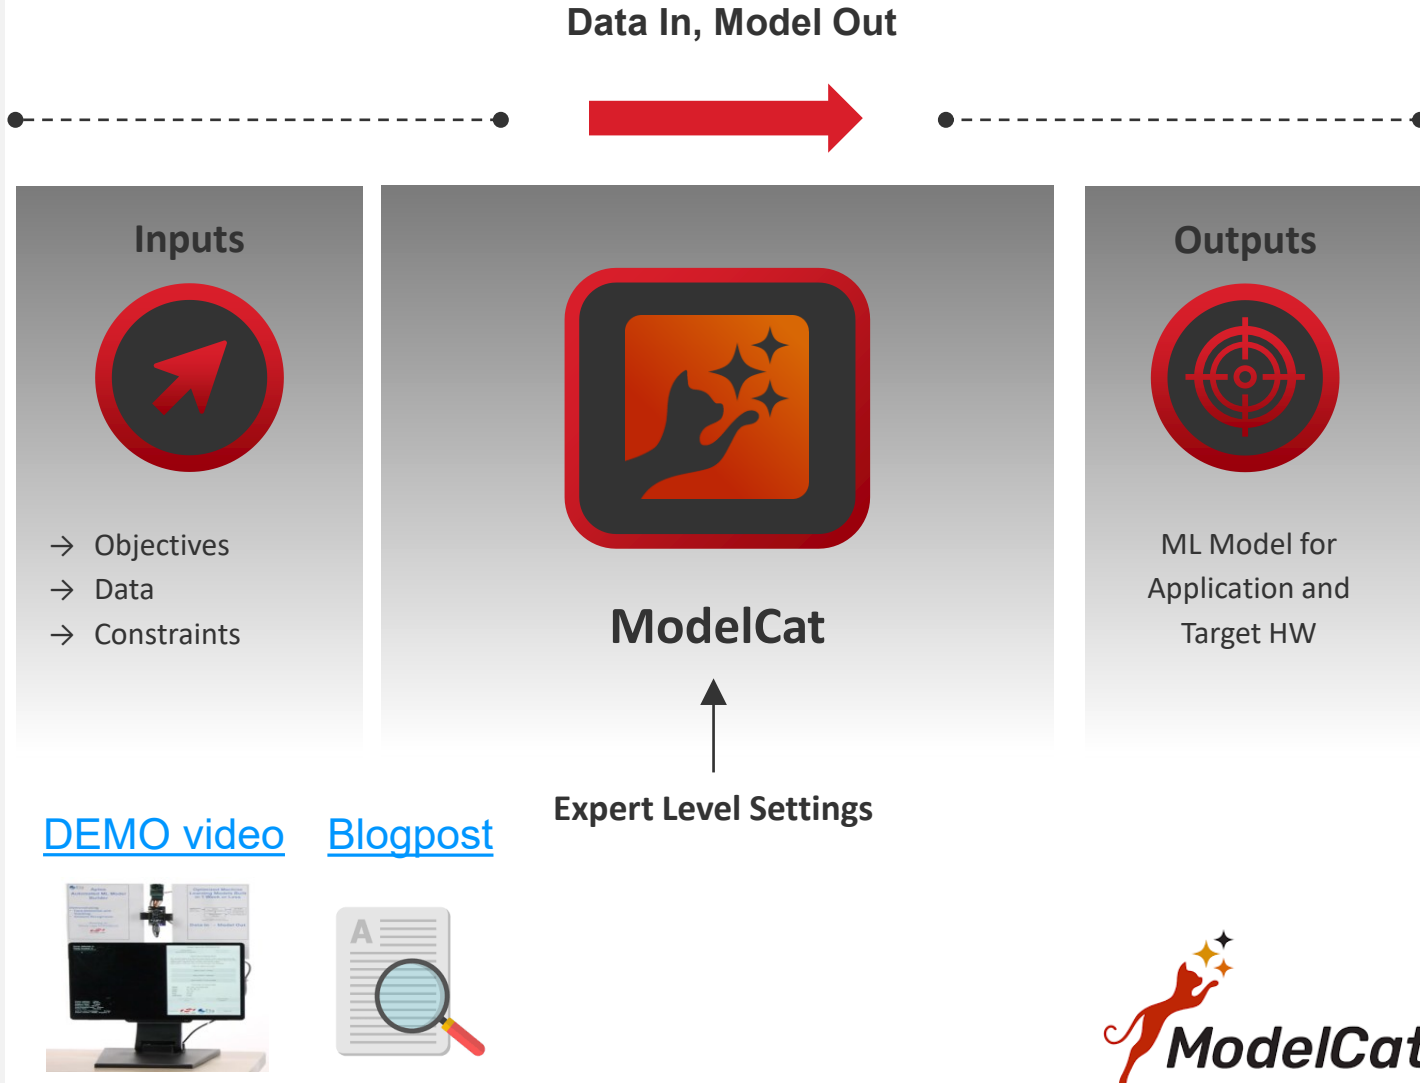 Data In, Model Out
Inputs
→ Objectives
→ Data
→ Constraints
ModelCat
Expert Level Settings
Outputs
ML Model for
Application and
Target HW
DEMO video
Blogpost
A
ModelCat